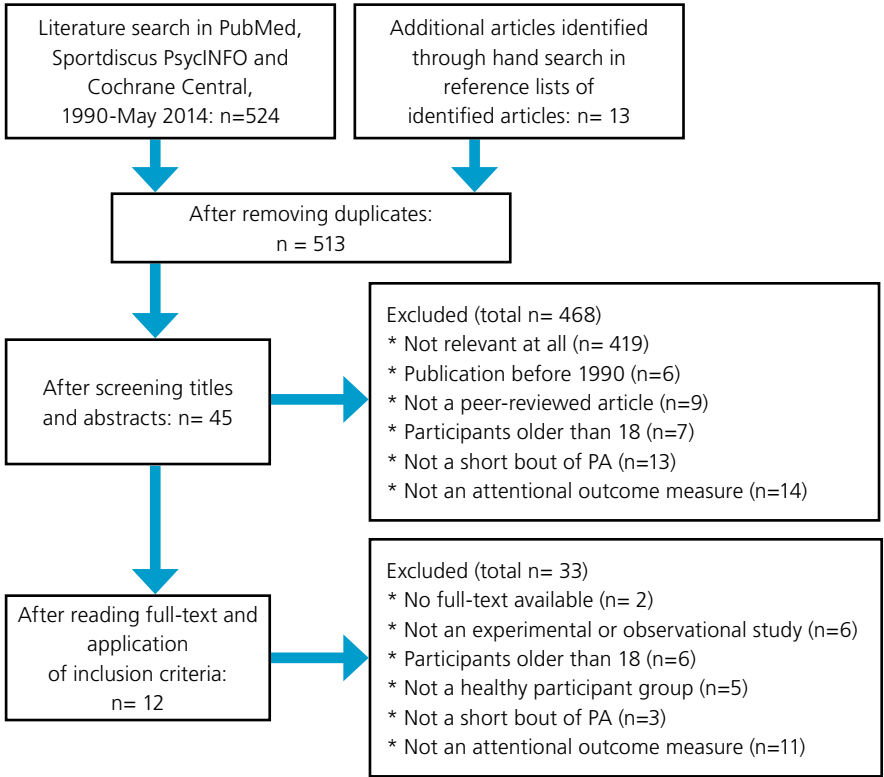 Literature search in PubMed,
Sportdiscus PsycINFO and
Cochrane Central,
1990-May 2014: n=524
Additional articles identified
through hand search in
reference lists of
identified articles: n= 13
After removing duplicates:
n = 513
After screening titles
and abstracts: n= 45
Excluded (total n= 468)
* Not relevant at all (n= 419)
* Publication before 1990 (n=6)
* Not a peer-reviewed article (n=9)
* Participants older than 18 (n=7)
* Not a short bout of PA (n=13)
* Not an attentional outcome measure (n=14)
After reading full-text and
application
of inclusion criteria:
n= 12
Excluded (total n= 33)
* No full-text available (n= 2)
* Not an experimental or observational study (n=6)
* Participants older than 18 (n=6)
* Not a healthy participant group (n=5)
* Not a short bout of PA (n=3)
* Not an attentional outcome measure (n=11)